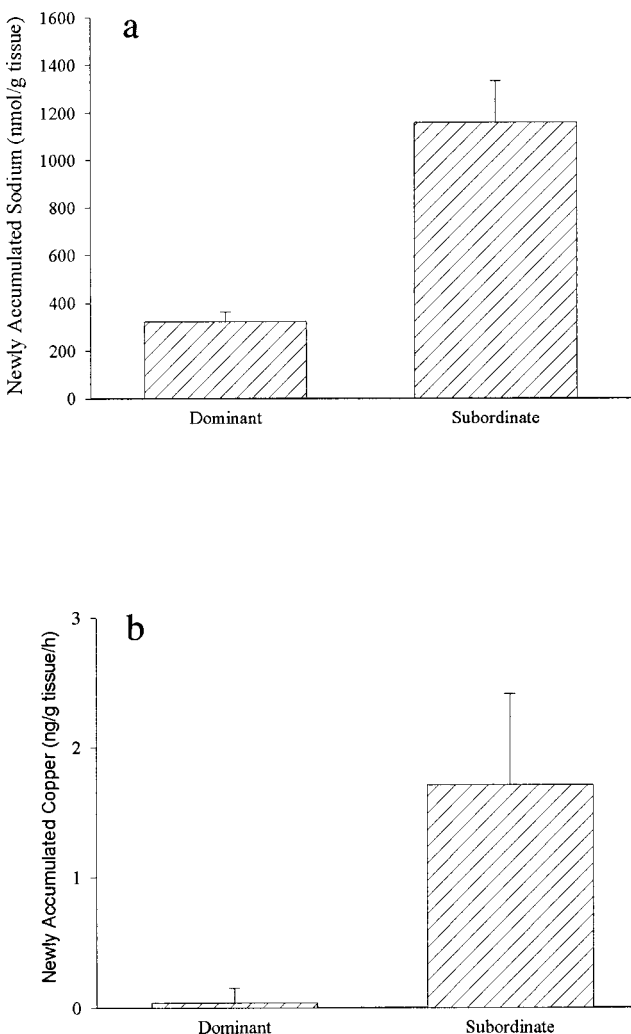 a
Newly Accumulated Sodium (nmol/g tissue)
1600
1400
1200
1000
800
600
400
200
0
Dominant
Subordinate
b
Newly Accumulated Copper (ng/g tissue/h)
3
2
1
0
Dominant
Subordinate